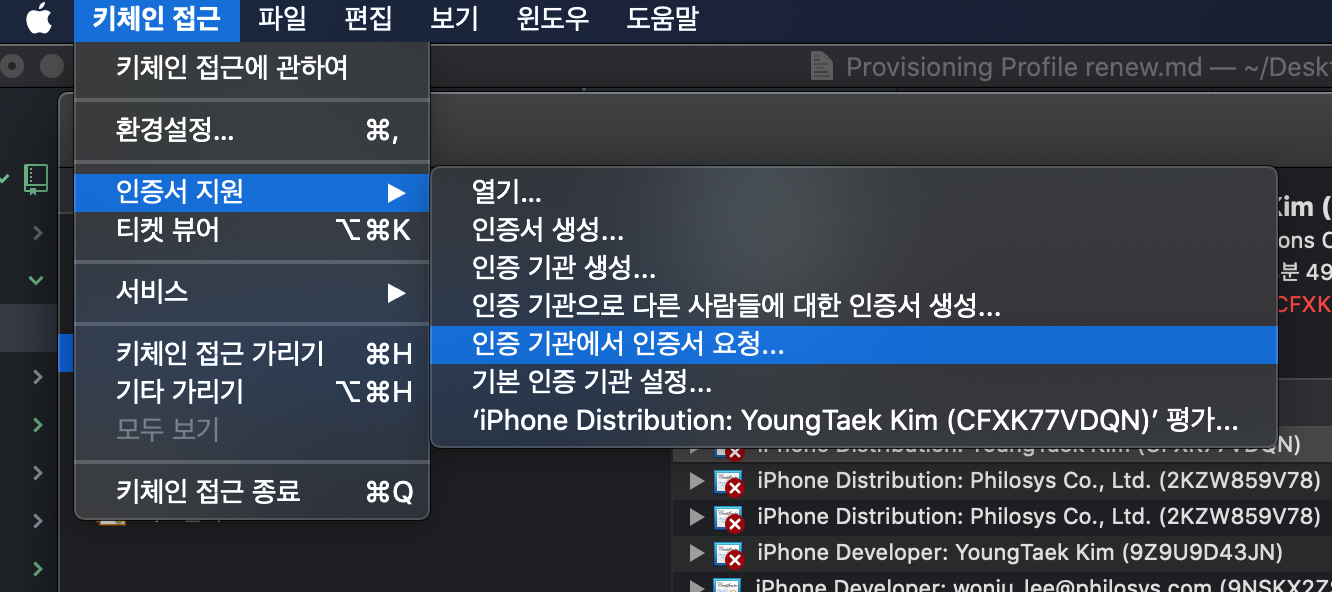 키체인 접근 파일 편집 보기 윈도우 도움말
Provisioning Profile renew.md — ~/Deskt
키체인 접근에 관하여
환경설정... ⌘,
인증서 지원 ▶
티켓 뷰어 ⌥⌘K
서비스 ▶
키체인 접근 가리기 ⌘H
기타 가리기 ⌥⌘H
모두 보기
키체인 접근 종료 ⌘Q
열기...
인증서 생성...
인증 기관 생성...
인증 기관으로 다른 사람들에 대한 인증서 생성...
인증 기관에서 인증서 요청...
기본 인증 기관 설정...
‘iPhone Distribution: YoungTaek Kim (CFXK77VDQN)’ 평가...
Kim (
ons C
분 49
CFXK
iPhone Distribution: YoungTaek Kim (CFXK77VDQN)
iPhone Distribution: Philosys Co., Ltd. (2KZW859V78)
iPhone Distribution: Philosys Co., Ltd. (2KZW859V78)
iPhone Developer: YoungTaek Kim (9Z9U9D43JN)
iPhone Developer: wonju_lee@philosys.com (9NSKX2Z9